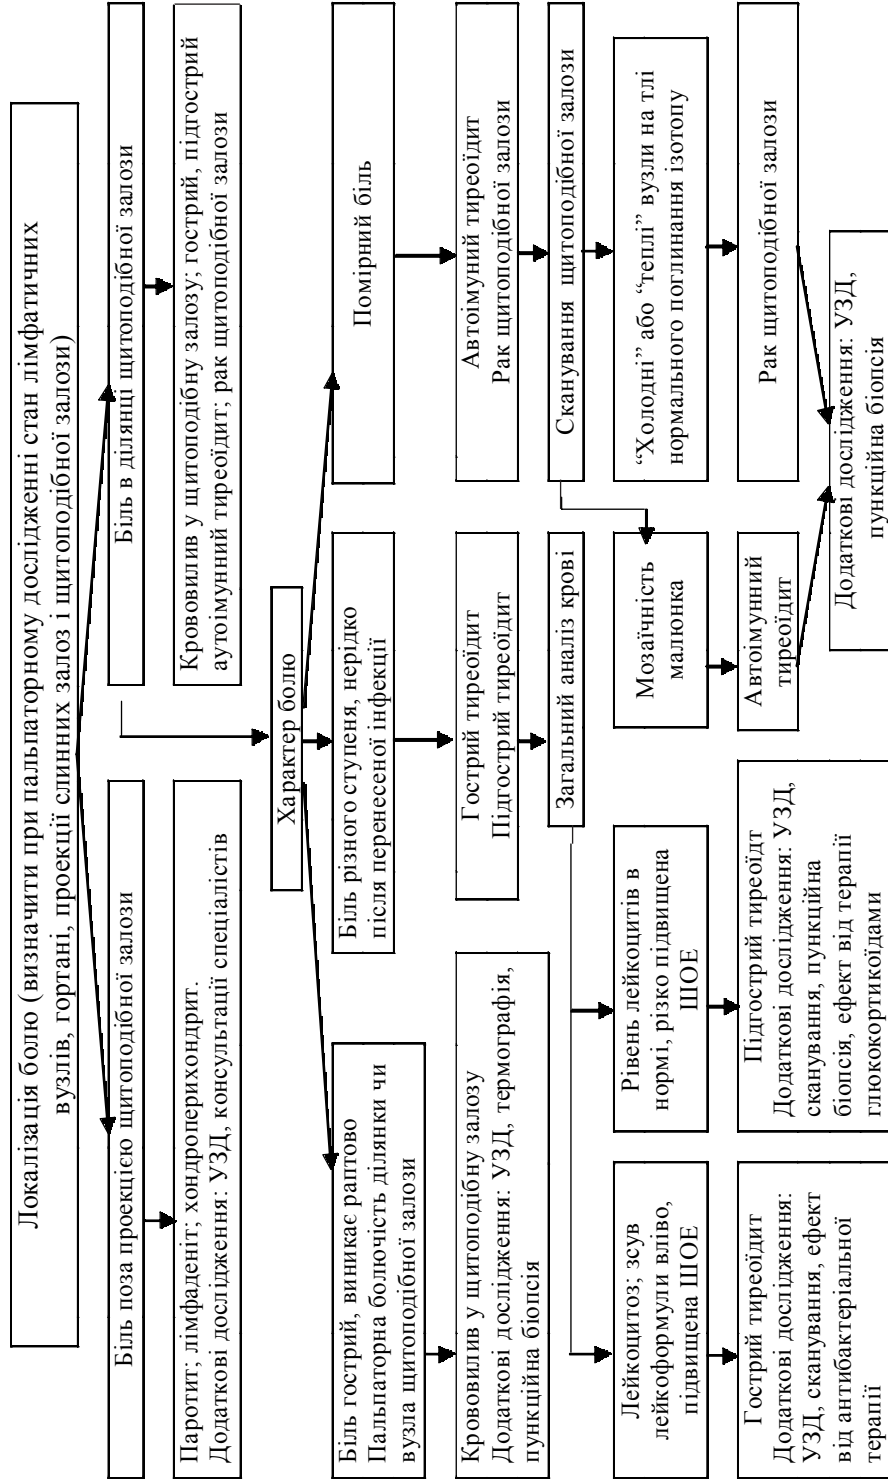 Локалізація болю (визначити при пальпаторному дослідженні стан лімфатичних
вузлів, гортані, проекції слинних залоз і щитоподібної залози)
Біль поза проекцією щитоподібної залози
Паротит; лімфаденіт; хондроперихондрит.
Додаткові дослідження: УЗД, консультації спеціалістів
Біль в ділянці щитоподібної залози
Крововилив у щитоподібну залозу; гострий, підгострий
аутоімунний тиреоїдит; рак щитоподібної залози
Характер болю
Біль гострий, виникає раптово
Пальпаторна болючість ділянки чи
вузла щитоподібної залози
Крововилив у щитоподібну залозу
Додаткові дослідження: УЗД, термографія,
пункційна біопсія
Біль різного ступеня, нерідко
після перенесеної інфекції
Гострий тиреоїдит
Підгострий тиреоїдит
Загальний аналіз крові
Лейкоцитоз; зсув
лейкоформули вліво,
підвищена ШОЕ
Гострий тиреоїдит
Додаткові дослідження:
УЗД, сканування, ефект
від антибактеріальної
терапії
Рівень лейкоцитів в
нормі, різко підвищена
ШОЕ
Підгострий тиреоїдт
Додаткові дослідження: УЗД,
сканування, пункційна
біопсія, ефект від терапії
глюкокортикоїдами
Помірний біль
Автоімуний тиреоїдит
Рак щитоподібної залози
Сканування щитоподібної залози
Мозаїчність
малюнка
Автоімунний
тиреоїдит
“Холодні” або “теплі” вузли на тлі
нормального поглинання ізотопу
Рак щитоподібної залози
Додаткові дослідження: УЗД,
пункційна біопсія